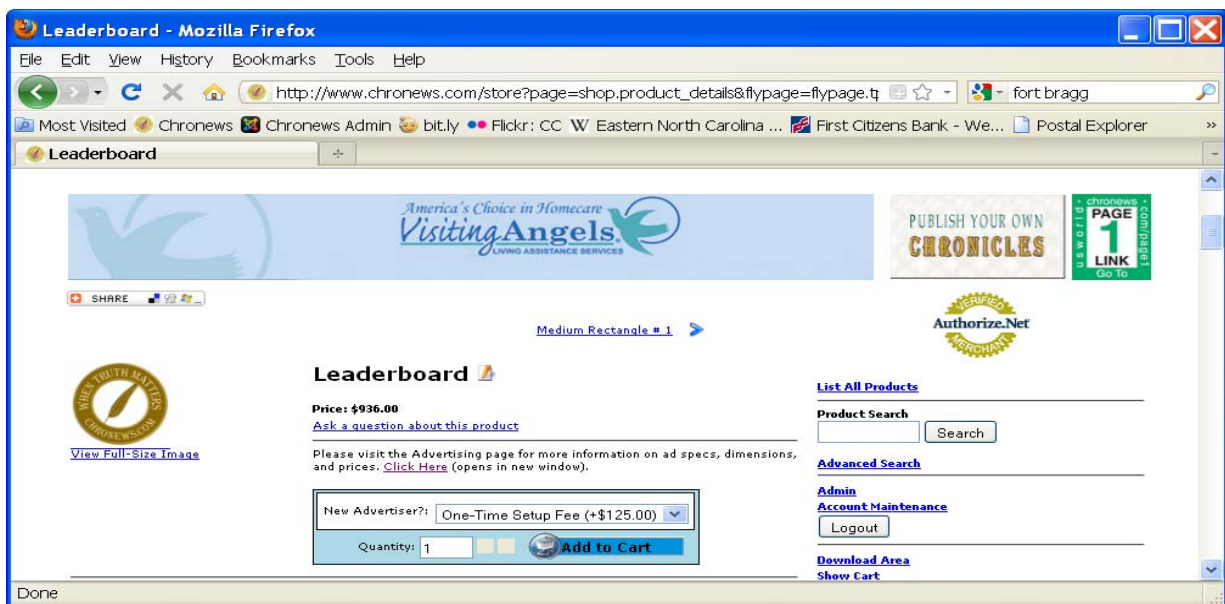 Leaderboard - Mozilla Firefox
File Edit View History Bookmarks Tools Help
http://www.chronews.com/store?page=shop.product_details&flypage=flypage.t fort bragg
Most Visited Chronews Chronews Admin bit.ly Flickr: CC Eastern North Carolina ... First Citizens Bank - We... Postal Explorer »
Leaderboard
America's Choice in Homecare
Visiting Angels
LIVING ASSISTANCE SERVICES
PUBLISH YOUR OWN
CHRONICLES
chronews
PAGE
1
LINK
Go To
usworld
com/page1
SHARE
Medium Rectangle # 1
VERIFIED
Authorize.Net
MERCHANT
WHEN TRUTH MATTERS
CHRONEWS.COM
View Full-Size Image
Leaderboard
Price: $936.00
Ask a question about this product
Please visit the Advertising page for more information on ad specs, dimensions,
and prices. Click Here (opens in new window).
New Advertiser?: One-Time Setup Fee (+$125.00)
Quantity: 1 Add to Cart
List All Products
Product Search
Search
Advanced Search
Admin
Account Maintenance
Logout
Download Area
Show Cart
Done